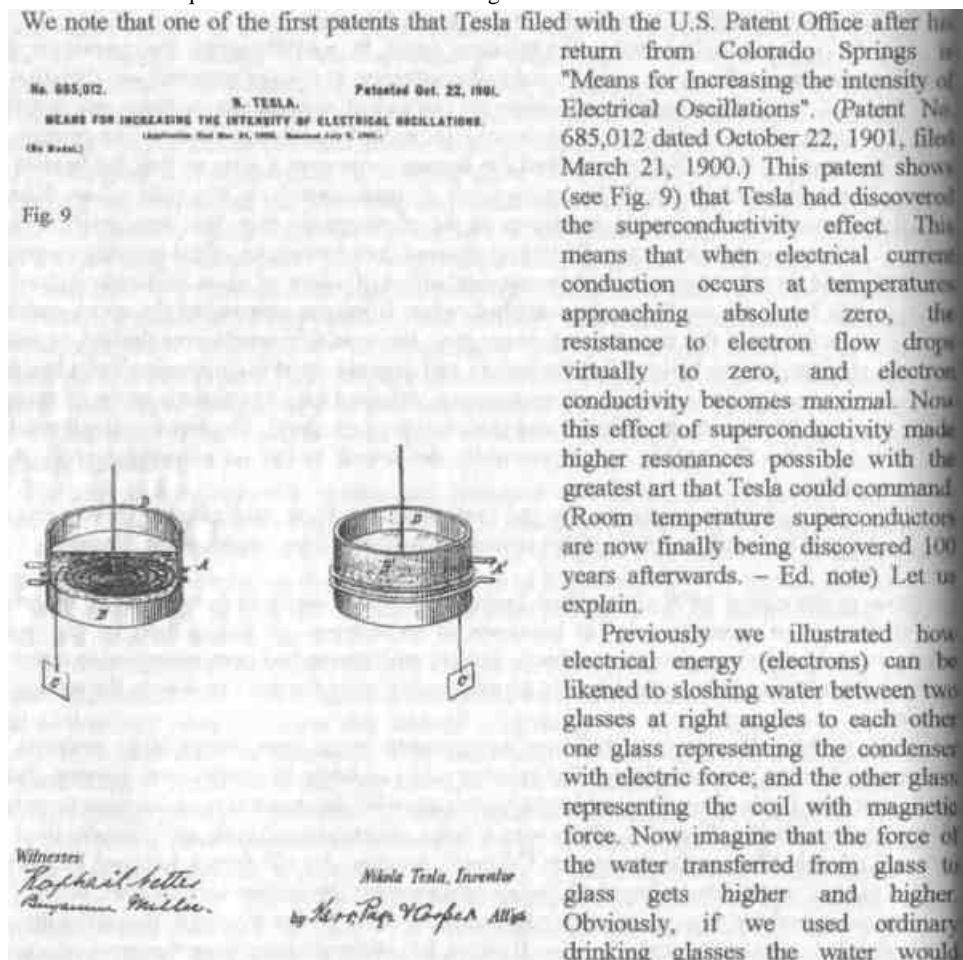 We note that one of the first patents that Tesla filed with the U.S. Patent Office after
return from Colorado Springs
"Means for Increasing the intensity of
Electrical Oscillations". (Patent No.
685,012 dated October 22, 1901, filed
March 21, 1900.) This patent shows
(see Fig. 9) that Tesla had discovered
the superconductivity effect. This
means that when electrical current
conduction occurs at temperatures
approaching absolute zero, the
resistance to electron flow drops
virtually to zero, and electron
conductivity becomes maximal. Now
this effect of superconductivity made
higher resonances possible with the
greatest art that Tesla could command.
(Room temperature superconductors
are now finally being discovered 100
years afterwards. – Ed. note) Let us
explain.
Previously we illustrated how
electrical energy (electrons) can be
likened to sloshing water between two
glasses at right angles to each other
one glass representing the condenser
with electric force; and the other glass
representing the coil with magnetic
force. Now imagine that the force of
the water transferred from glass to
glass gets higher and higher.
Obviously, if we used ordinary
drinking glasses the water would
No. 685,012.
Patented Oct. 22, 1901.
N. TESLA.
MEANS FOR INCREASING THE INTENSITY OF ELECTRICAL OSCILLATIONS.
(No Model.)
Fig. 9
Witnesses:
Benjamin Miller
Nikola Tesla, Inventor
by Kerr, Page & Cooper Att'ys